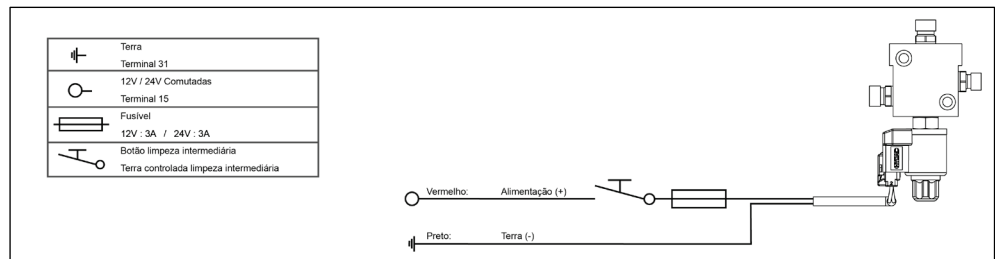 Terra
Terminal 31
12V / 24V Comutadas
Terminal 15
Fusível
12V : 3A / 24V : 3A
Botão limpeza intermediária
Terra controlada limpeza intermediária
Vermelho: Alimentação (+)
Preto: Terra (-)